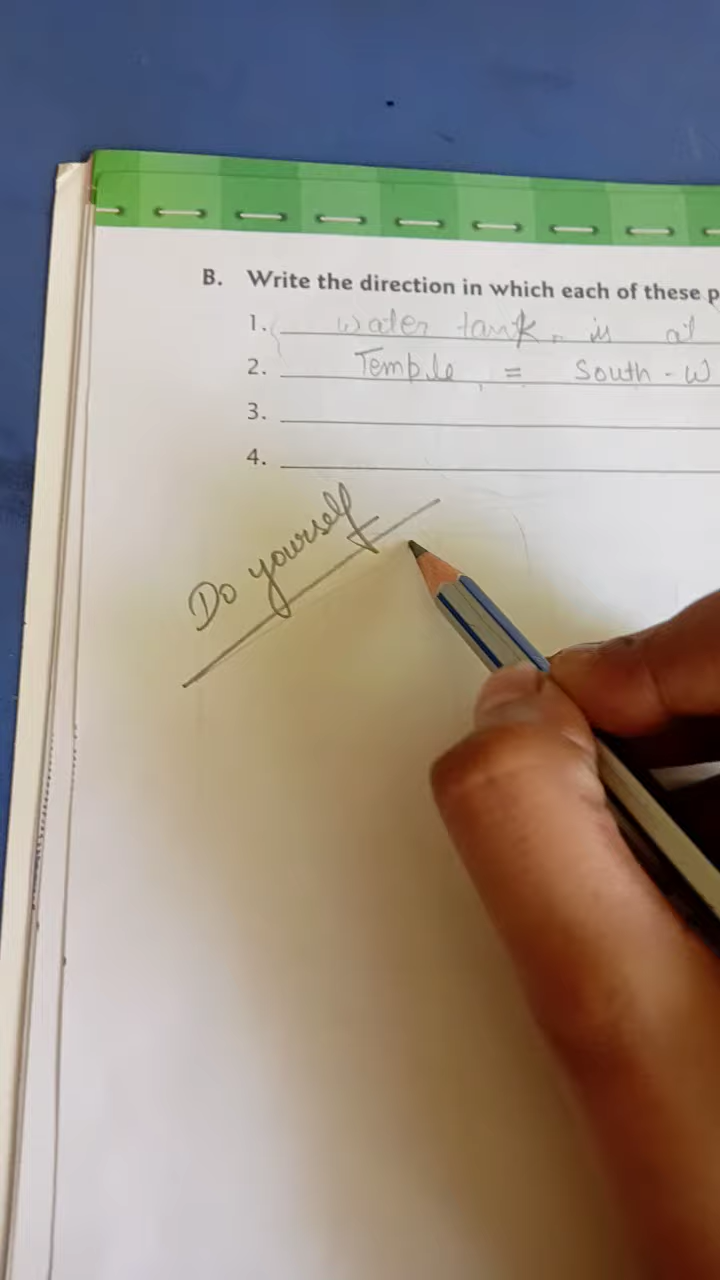 B. Write the direction in which each of these p
1. water tank is at
2. Temple = South - W
3.
4.
Do yourself